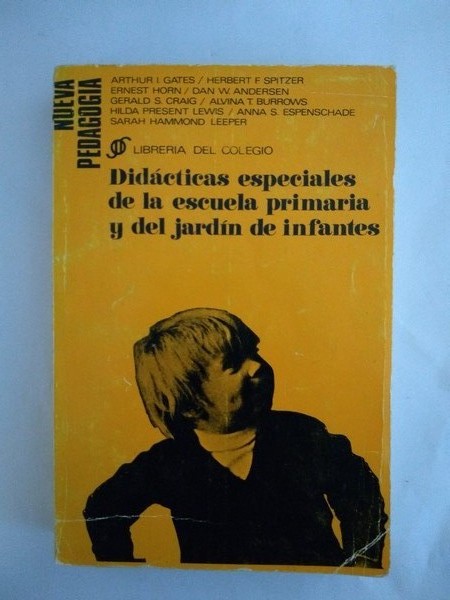 NUEVA
PEDAGOGIA
ARTHUR I. GATES / HERBERT F. SPITZER
ERNEST HORN / DAN W. ANDERSEN
GERALD S. CRAIG / ALVINA T. BURROWS
HILDA PRESENT LEWIS / ANNA S. ESPENSCHADE
SARAH HAMMOND LEEPER
LIBRERIA DEL COLEGIO
Didácticas especiales
de la escuela primaria
y del jardín de infantes